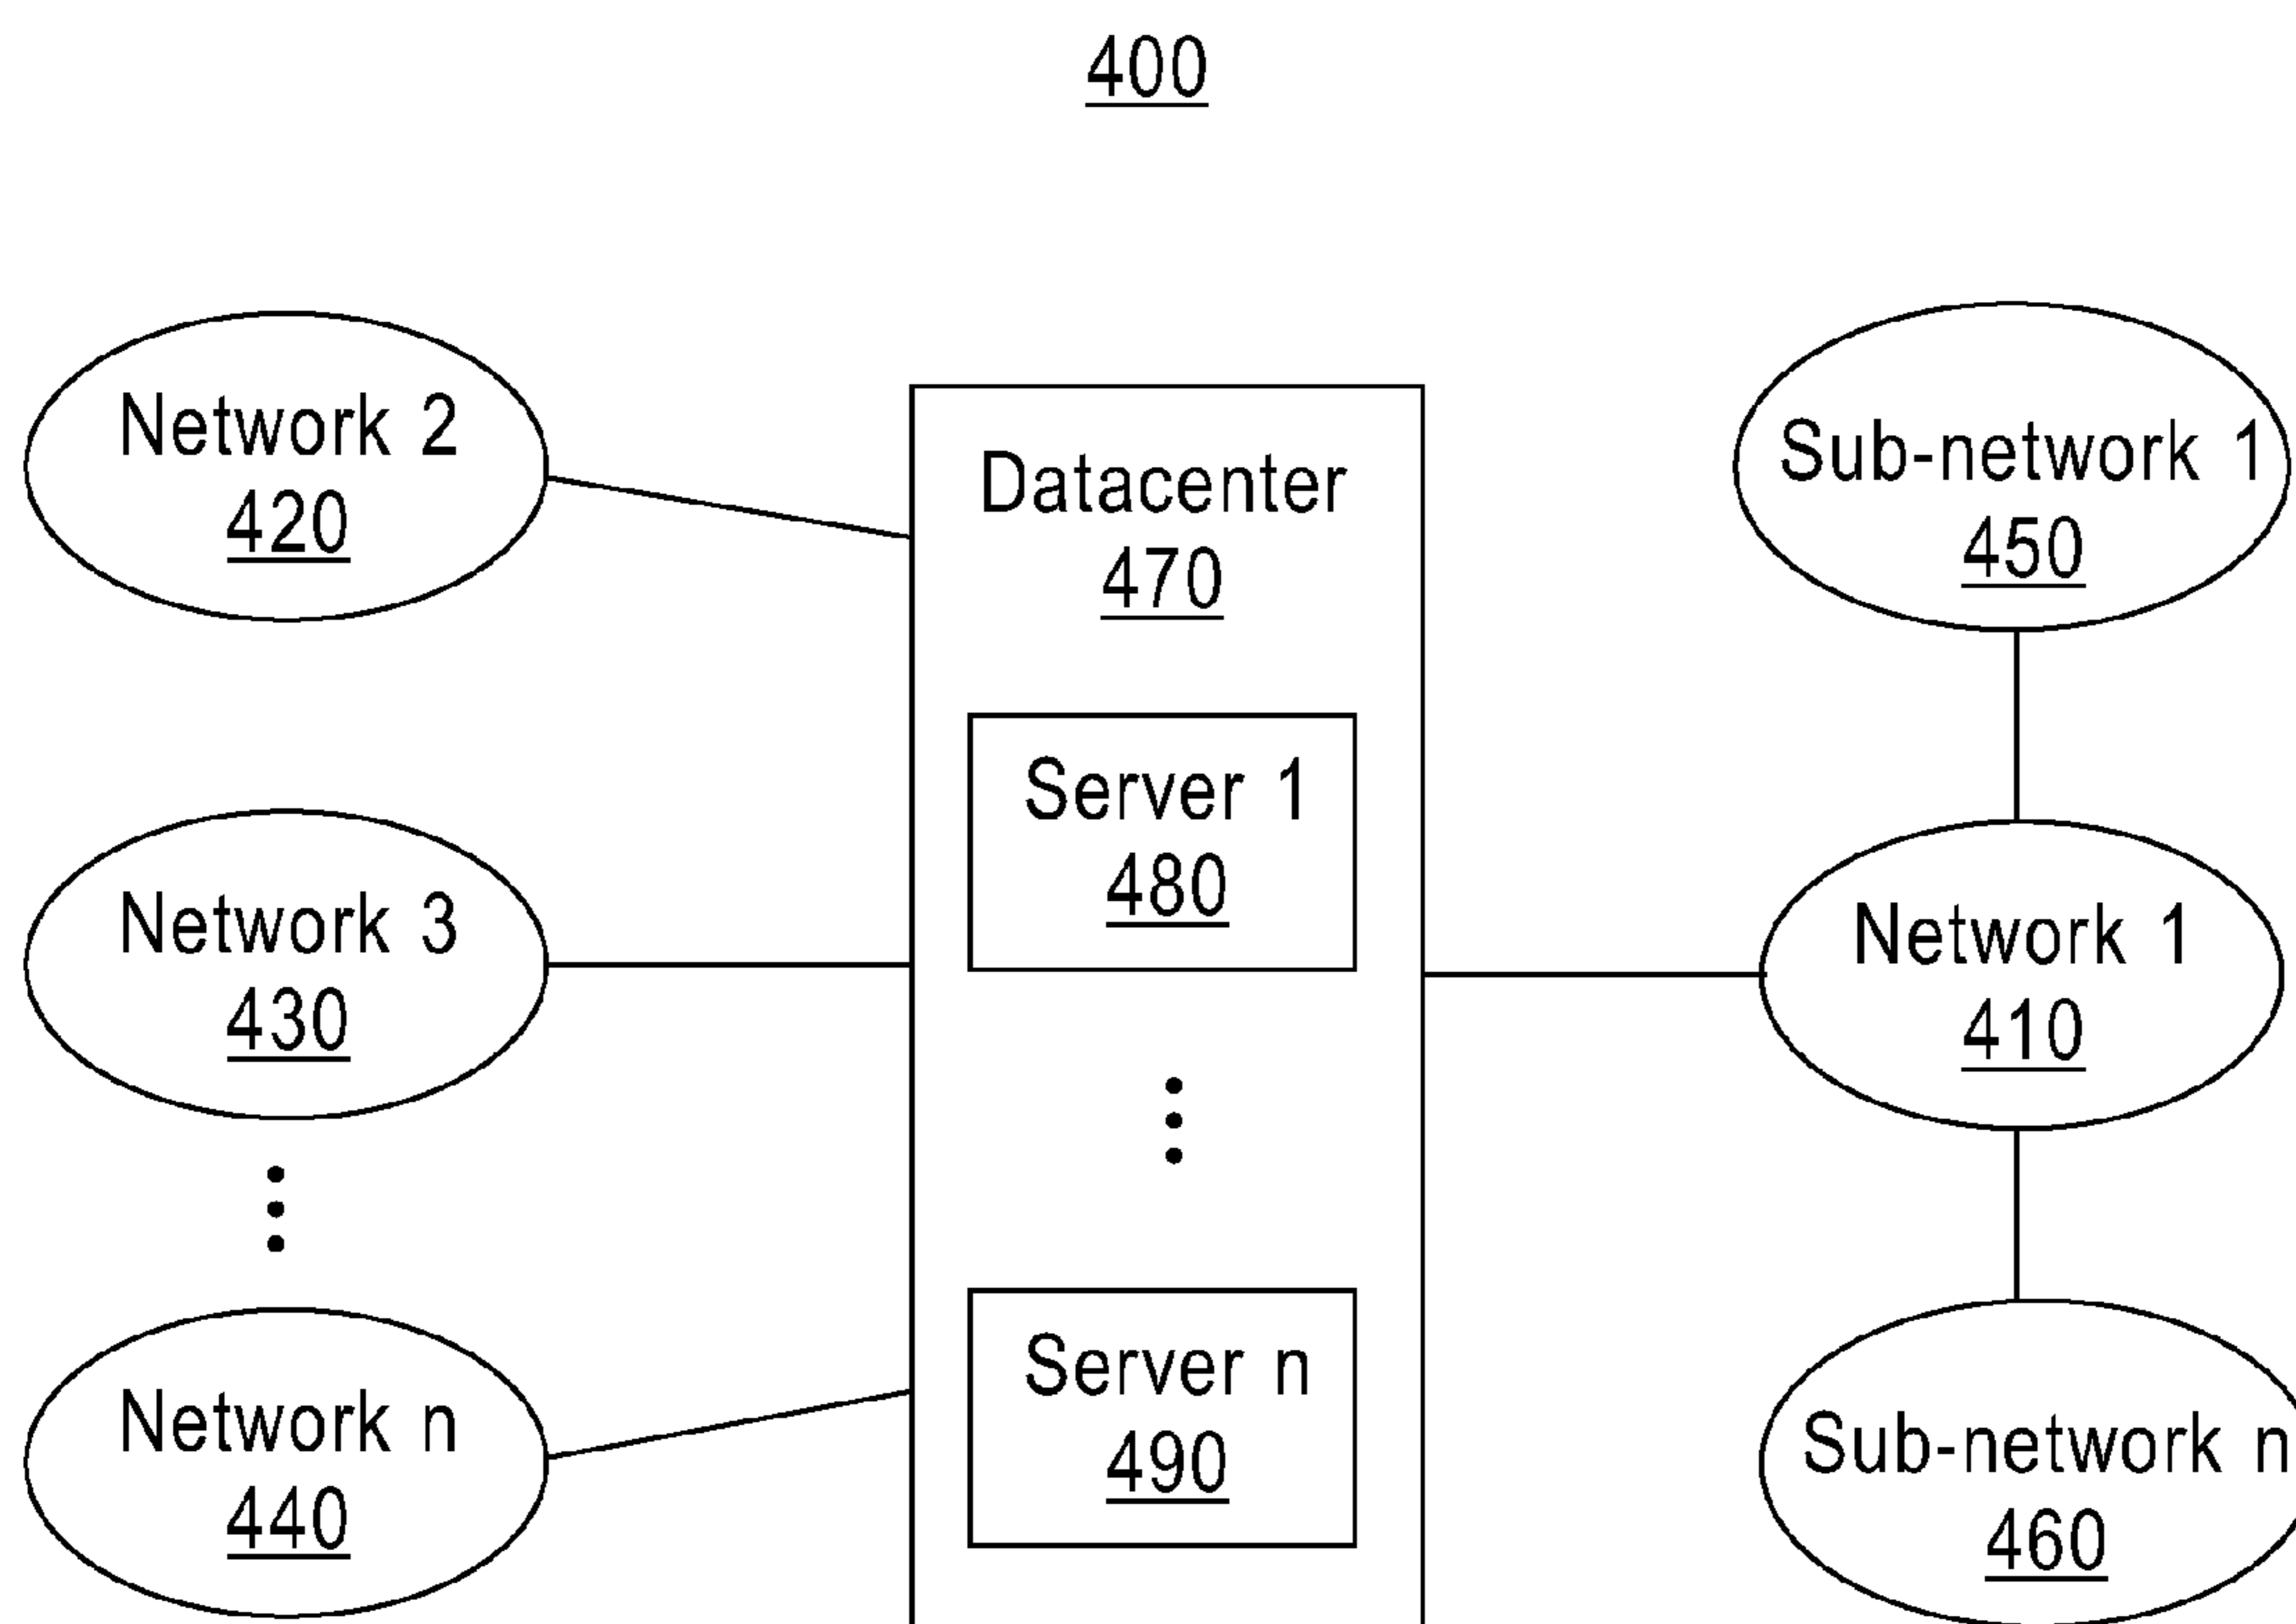 400
Network 2
420
Network 3
430
Network n
440
Datacenter
470
Server 1
480
Server n
490
Sub-network 1
450
Network 1
410
Sub-network n
460